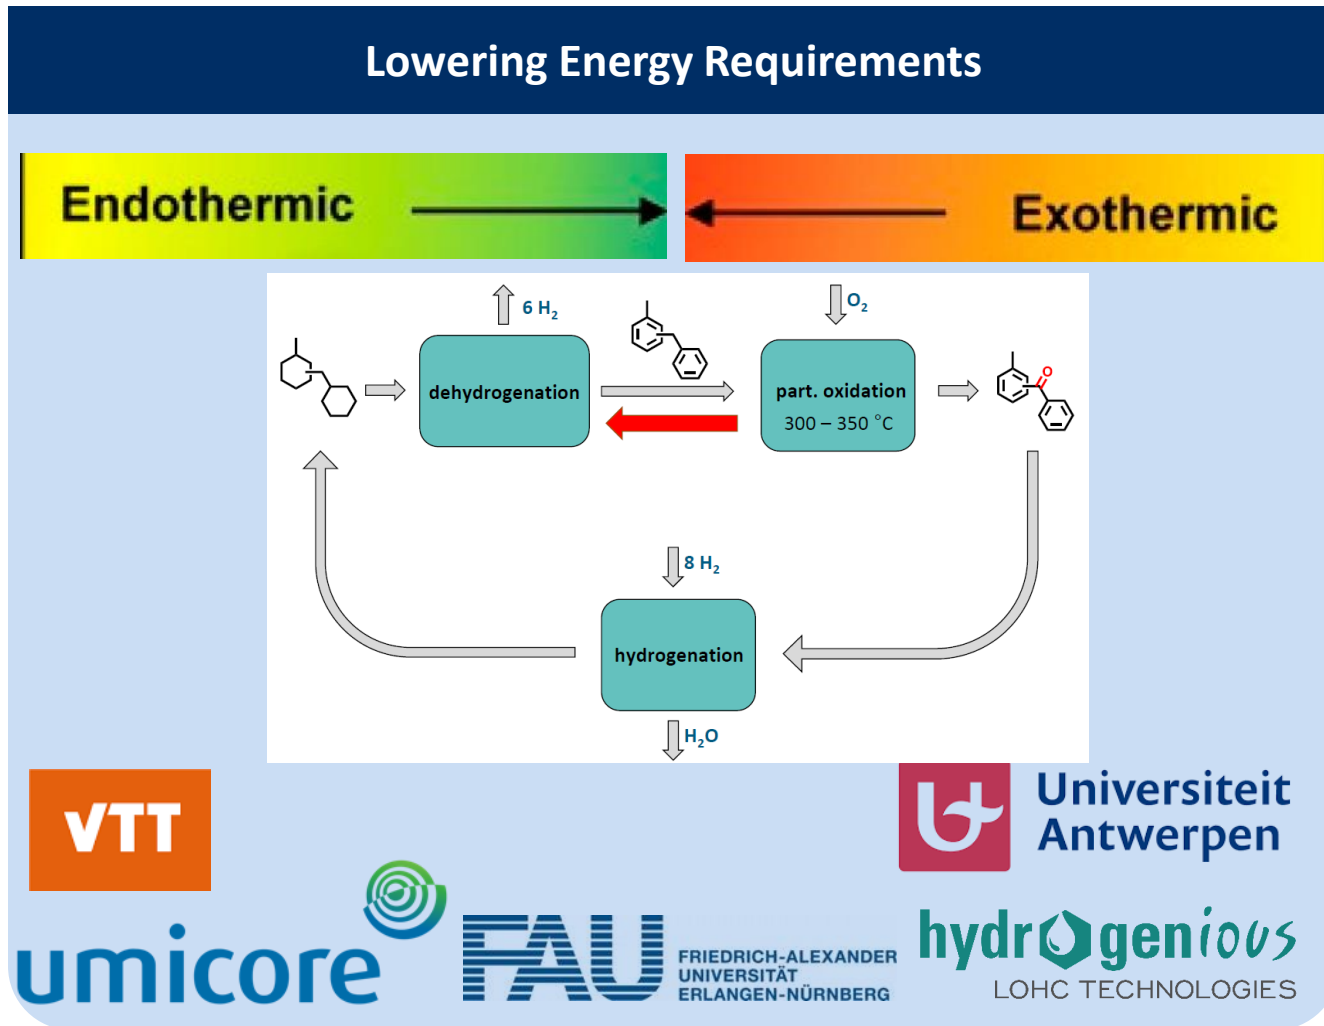 Lowering Energy Requirements
Endothermic
Exothermic
6 H₂
O₂
dehydrogenation
part. oxidation
300 – 350 °C
O
8 H₂
hydrogenation
H₂O
VTT
Universiteit
Antwerpen
umicore
FAU
FRIEDRICH-ALEXANDER
UNIVERSITÄT
ERLANGEN-NÜRNBERG
hydrogenious
LOHC TECHNOLOGIES